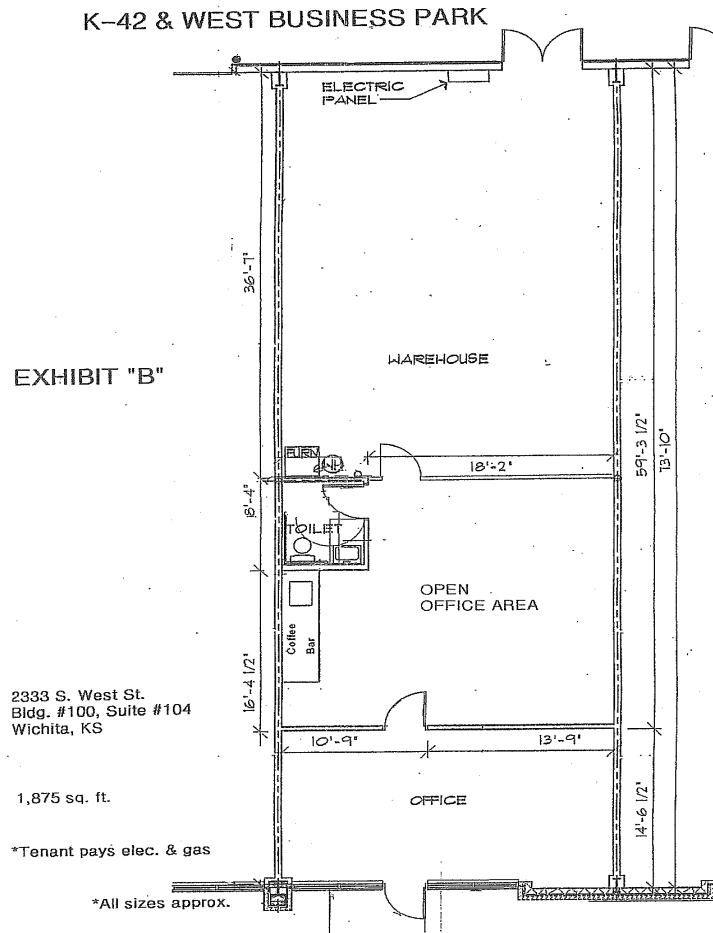 K-42 & WEST BUSINESS PARK
ELECTRIC
PANEL
36'-7"
WAREHOUSE
EXHIBIT "B"
FURN
18'-2"
59'-3 1/2"
73'-10"
18'-4"
TOILET
OPEN
OFFICE AREA
Coffee
Bar
16'-4 1/2"
2333 S. West St.
Bldg. #100, Suite #104
Wichita, KS
10'-9"
13'-9"
1,875 sq. ft.
OFFICE
14'-6 1/2"
*Tenant pays elec. & gas
*All sizes approx.